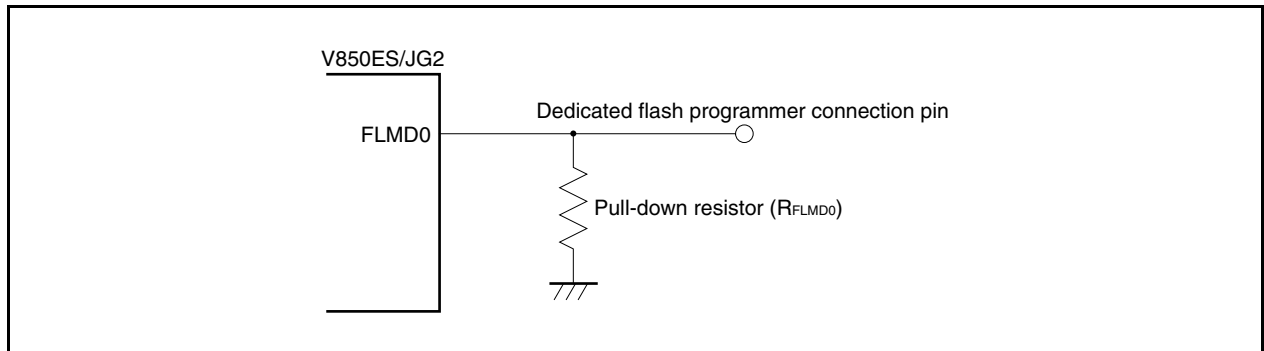 V850ES/JG2
Dedicated flash programmer connection pin
FLMD0
Pull-down resistor (RFLMD0)